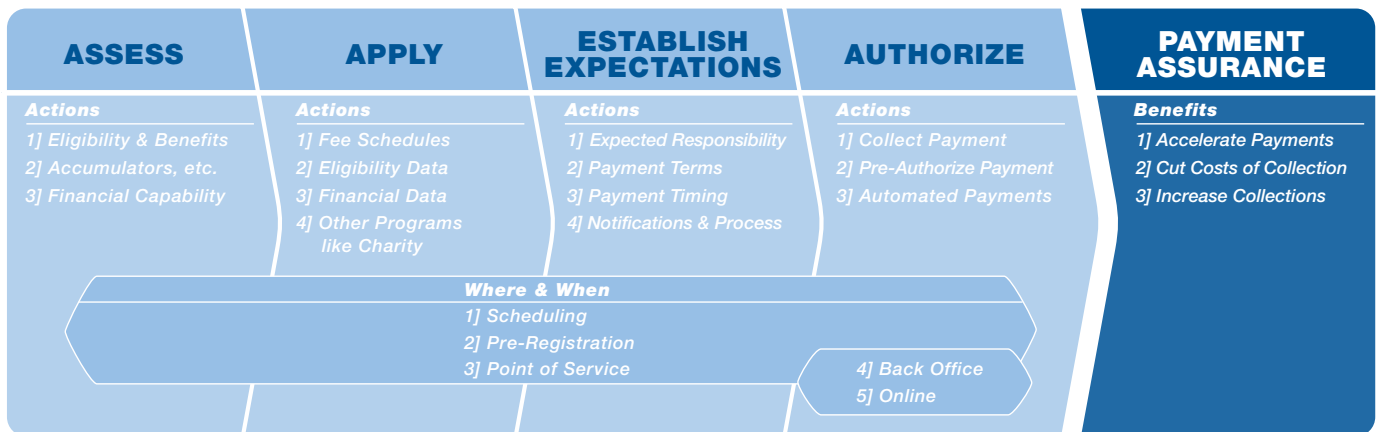 ASSESS
Actions
1] Eligibility & Benefits
2] Accumulators, etc.
3] Financial Capability
APPLY
Actions
1] Fee Schedules
2] Eligibility Data
3] Financial Data
4] Other Programs
like Charity
ESTABLISH
EXPECTATIONS
Actions
1] Expected Responsibility
2] Payment Terms
3] Payment Timing
4] Notifications & Process
AUTHORIZE
Actions
1] Collect Payment
2] Pre-Authorize Payment
3] Automated Payments
PAYMENT
ASSURANCE
Benefits
1] Accelerate Payments
2] Cut Costs of Collection
3] Increase Collections
Where & When
1] Scheduling
2] Pre-Registration
3] Point of Service
4] Back Office
5] Online